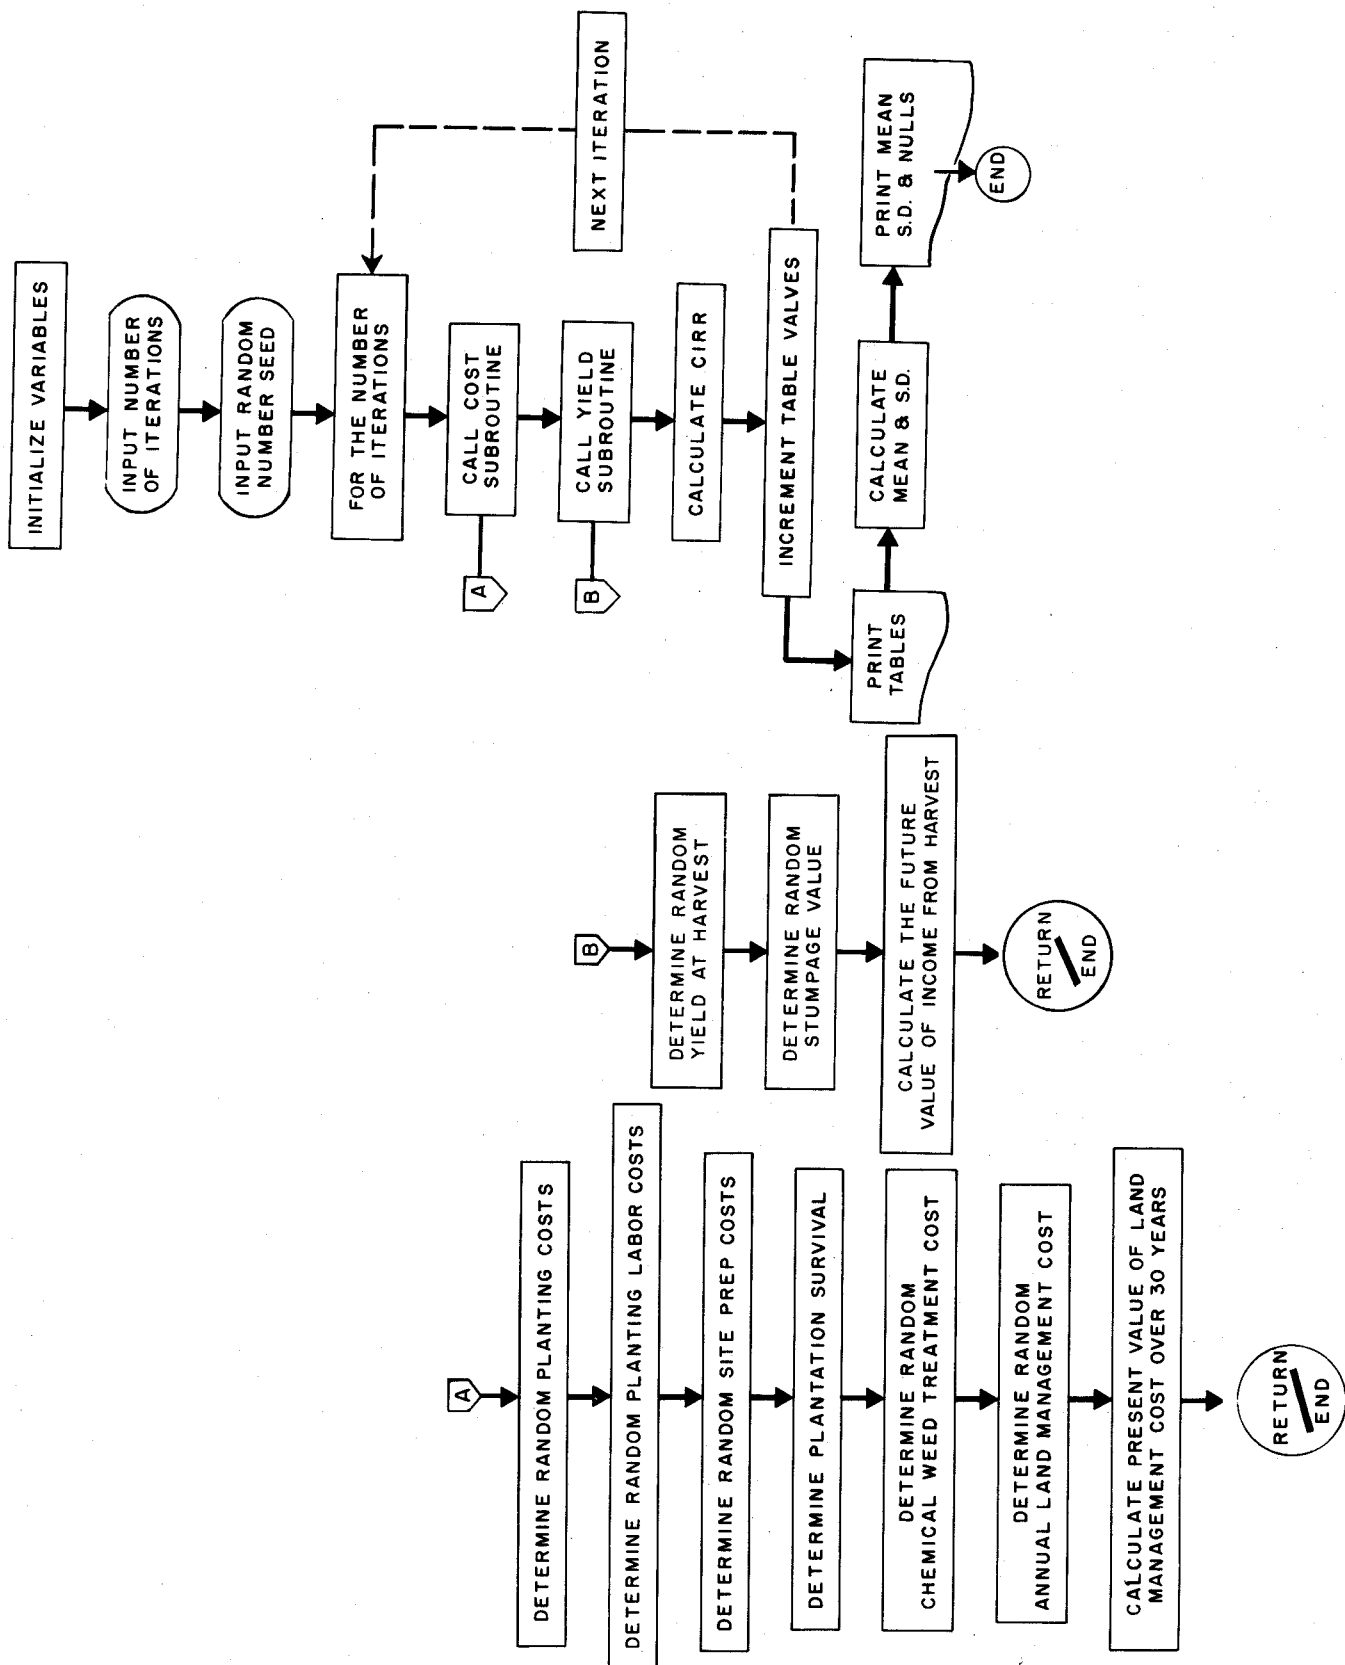 INITIALIZE VARIABLES
INPUT NUMBER
OF ITERATIONS
INPUT RANDOM
NUMBER SEED
FOR THE NUMBER
OF ITERATIONS
NEXT ITERATION
A
CALL COST
SUBROUTINE
B
CALL YIELD
SUBROUTINE
CALCULATE CIRR
INCREMENT TABLE VALVES
PRINT
TABLES
CALCULATE
MEAN & S.D.
PRINT MEAN
S.D. & NULLS
END
A
DETERMINE RANDOM PLANTING COSTS
DETERMINE RANDOM PLANTING LABOR COSTS
DETERMINE RANDOM SITE PREP COSTS
DETERMINE PLANTATION SURVIVAL
DETERMINE RANDOM
CHEMICAL WEED TREATMENT COST
DETERMINE RANDOM
ANNUAL LAND MANAGEMENT COST
CALCULATE PRESENT VALUE OF LAND
MANAGEMENT COST OVER 30 YEARS
RETURN
END
B
DETERMINE RANDOM
YIELD AT HARVEST
DETERMINE RANDOM
STUMPAGE VALUE
CALCULATE THE FUTURE
VALUE OF INCOME FROM HARVEST
RETURN
END